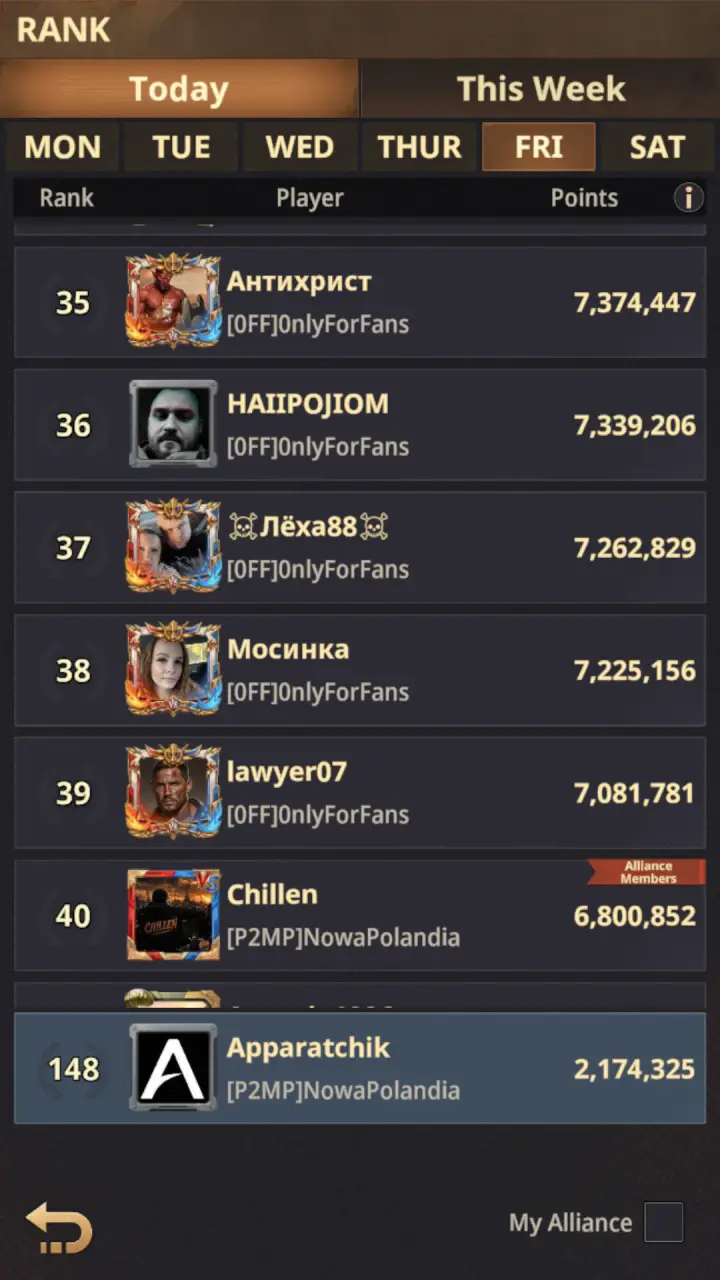 RANK
Today
This Week
MON
TUE
WED
THUR
FRI
SAT
Rank
Player
Points
35
Антихрист
[0FF]0nlyForFans
7,374,447
36
HAIIPOJIOM
[0FF]0nlyForFans
7,339,206
37
☠Лёха88☠
[0FF]0nlyForFans
7,262,829
38
Мосинка
[0FF]0nlyForFans
7,225,156
39
lawyer07
[0FF]0nlyForFans
7,081,781
Alliance
Members
40
CHILLEN
Chillen
[P2MP]NowaPolandia
6,800,852
148
Apparatchik
[P2MP]NowaPolandia
2,174,325
My Alliance